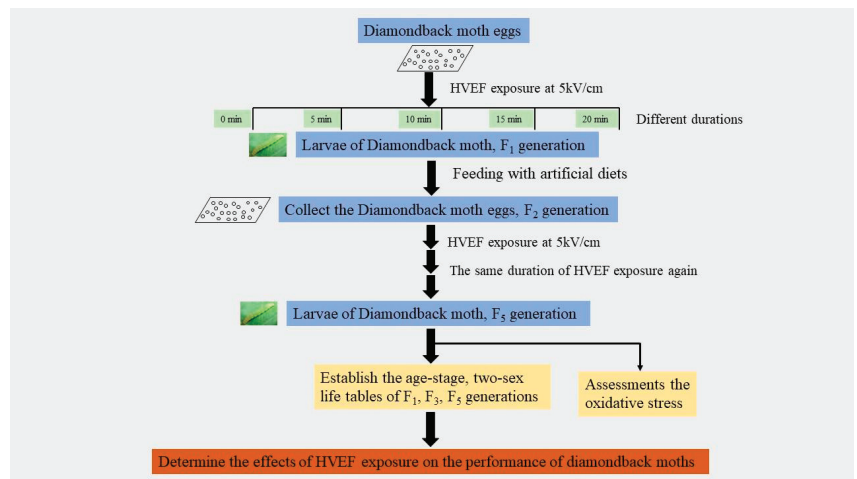 Diamondback moth eggs
HVEF exposure at 5kV/cm
0 min
5 min
10 min
15 min
20 min
Different durations
Larvae of Diamondback moth, F₁ generation
Feeding with artificial diets
Collect the Diamondback moth eggs, F₂ generation
HVEF exposure at 5kV/cm
The same duration of HVEF exposure again
Larvae of Diamondback moth, F₅ generation
Establish the age-stage, two-sex
life tables of F₁, F₃, F₅ generations
Assessments the
oxidative stress
Determine the effects of HVEF exposure on the performance of diamondback moths